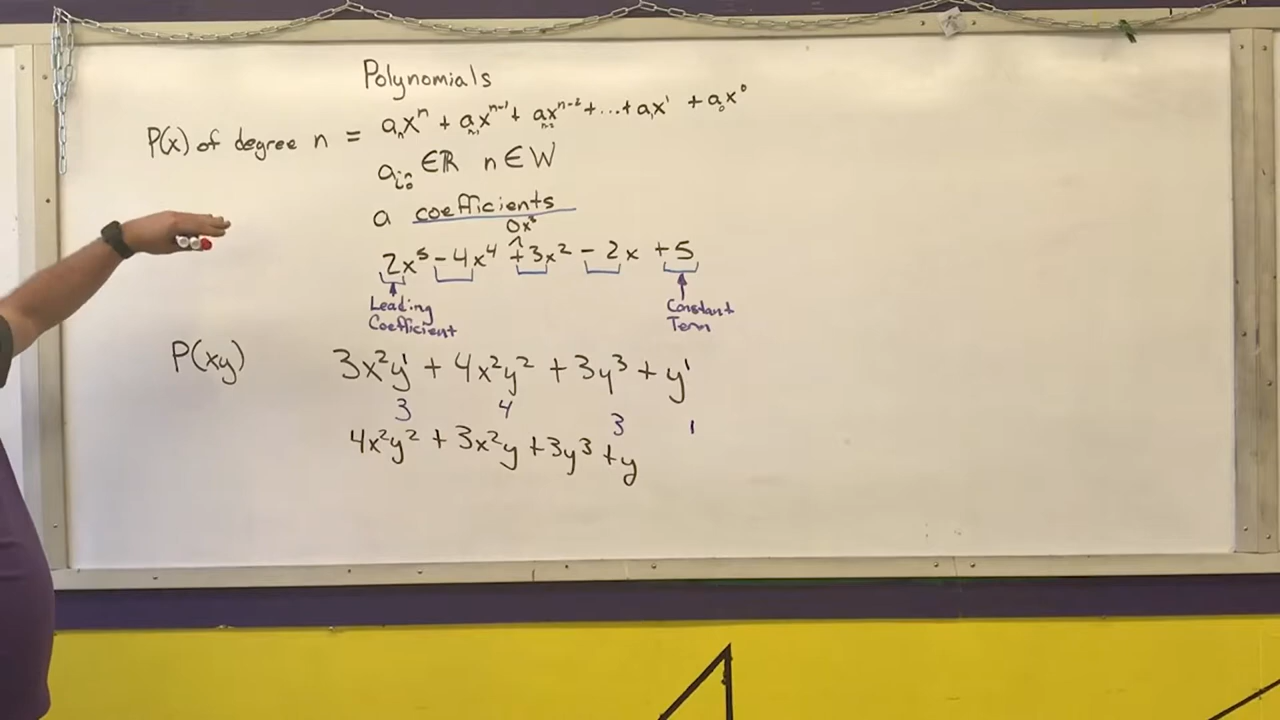 Polynomials
P(x) of degree n = aₙxⁿ + aₙ₋₁xⁿ⁻¹ + aₙ₋₂xⁿ⁻² + ... + a₁x¹ + a₀x⁰
∈ℝ n ∈ W
a coefficients
0x³
2x⁵ - 4x⁴ + 3x² - 2x + 5
Leading Coefficient
Constant Term
P(xy) 3x²y¹ + 4x²y² + 3y³ + y¹
3 4 3 1
4x²y² + 3x²y + 3y³ + y